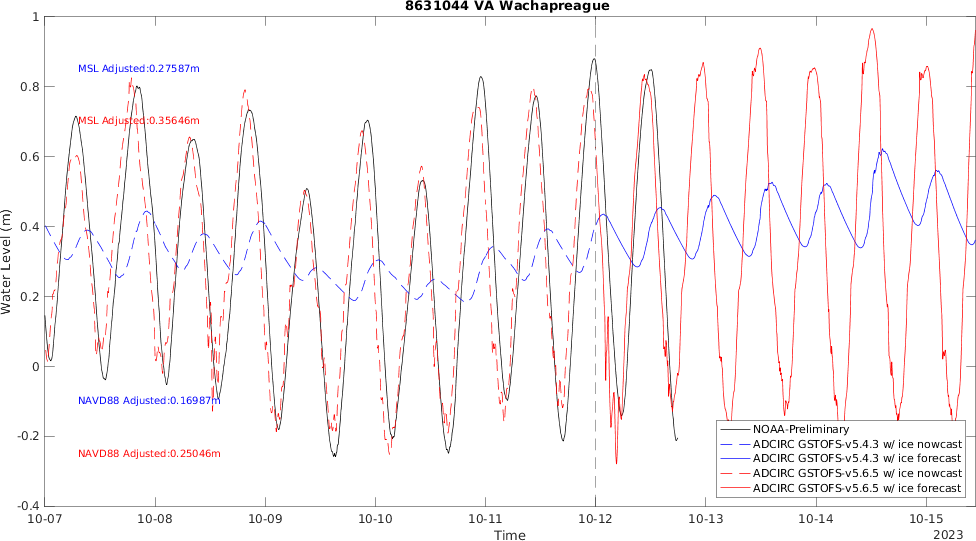 8631044 VA Wachapreague
1
0.8
0.6
0.4
0.2
0
-0.2
-0.4
Water Level (m)
MSL Adjusted:0.27587m
MSL Adjusted:0.35646m
NAVD88 Adjusted:0.16987m
NAVD88 Adjusted:0.25046m
NOAA-Preliminary
ADCIRC GSTOFS-v5.4.3 w/ ice nowcast
ADCIRC GSTOFS-v5.4.3 w/ ice forecast
ADCIRC GSTOFS-v5.6.5 w/ ice nowcast
ADCIRC GSTOFS-v5.6.5 w/ ice forecast
10-07 10-08 10-09 10-10 10-11 10-12 10-13 10-14 10-15
Time
2023